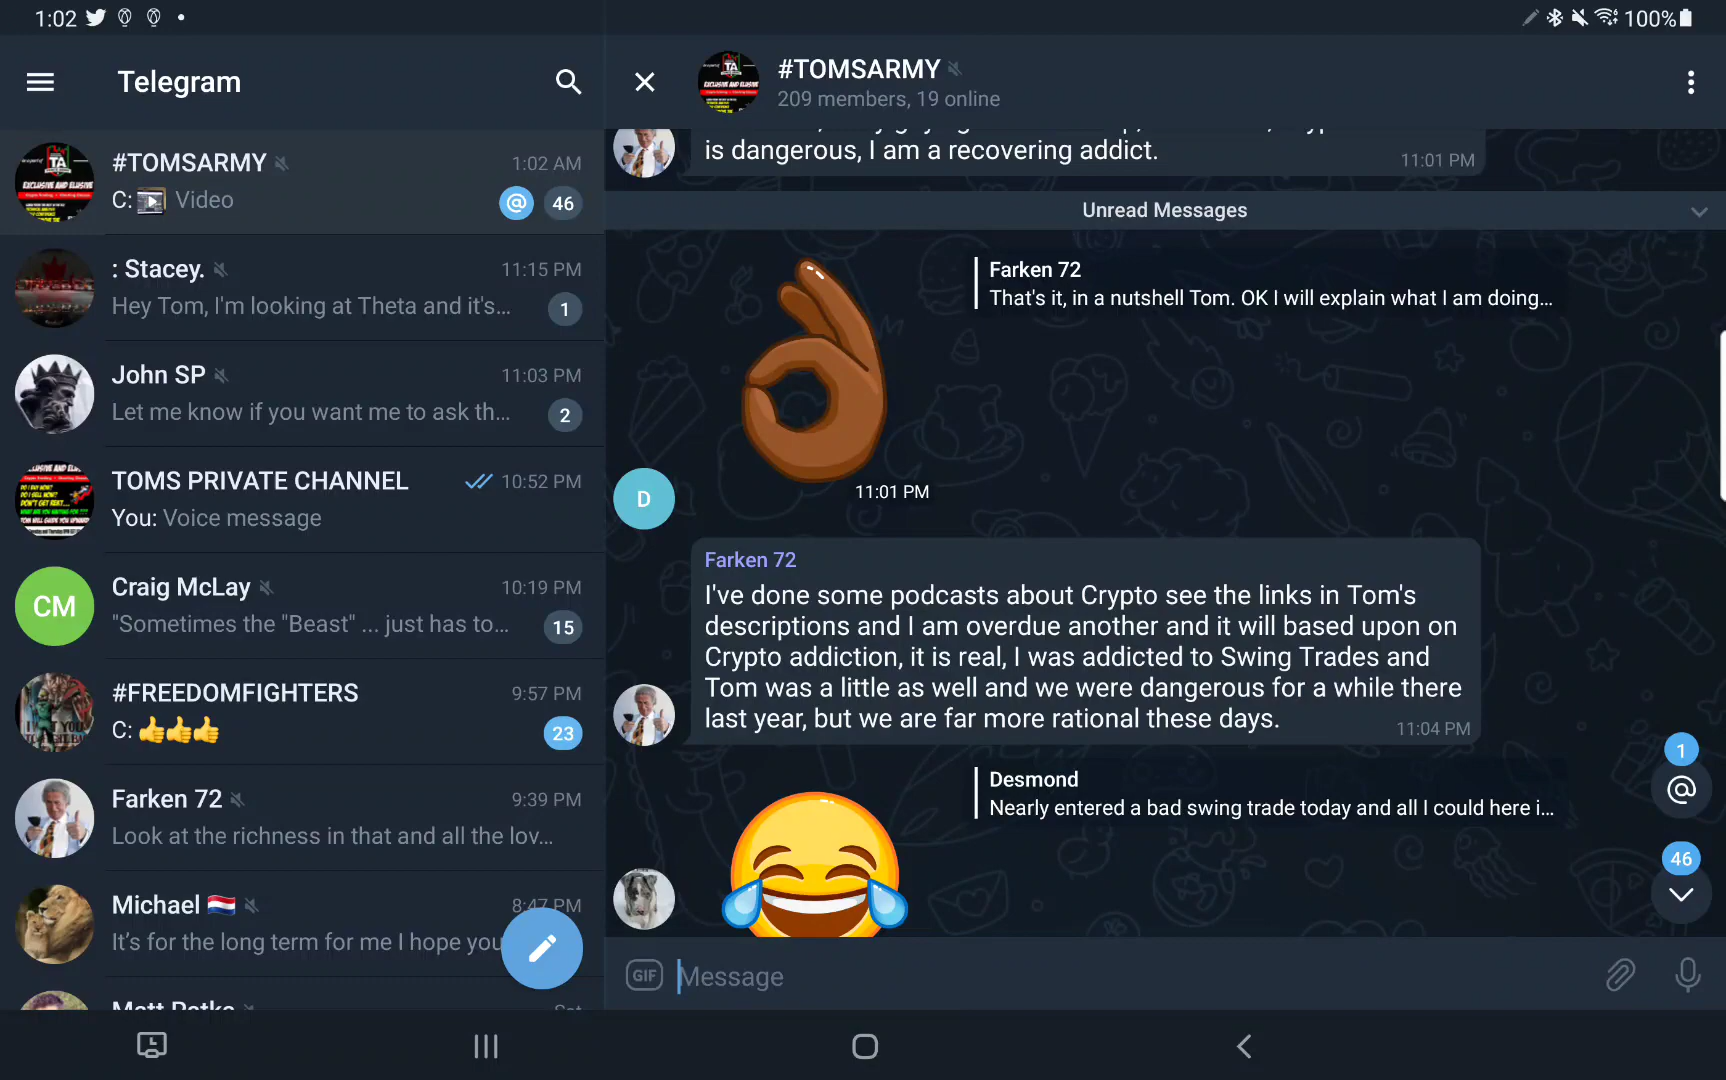 1:02
100%
Telegram
#TOMSARMY
1:02 AM
C: Video
@ 46
: Stacey.
11:15 PM
Hey Tom, I'm looking at Theta and it's...
1
John SP
11:03 PM
Let me know if you want me to ask th...
2
TOMS PRIVATE CHANNEL
10:52 PM
You: Voice message
CM
Craig McLay
10:19 PM
"Sometimes the "Beast" ... just has to...
15
#FREEDOMFIGHTERS
9:57 PM
C: 👍👍👍
23
Farken 72
9:39 PM
Look at the richness in that and all the lov...
Michael 🇳🇱
8:47 PM
It's for the long term for me I hope you
#TOMSARMY
209 members, 19 online
is dangerous, I am a recovering addict.
11:01 PM
Unread Messages
Farken 72
That's it, in a nutshell Tom. OK I will explain what I am doing...
11:01 PM
D
Farken 72
I've done some podcasts about Crypto see the links in Tom's
descriptions and I am overdue another and it will based upon on
Crypto addiction, it is real, I was addicted to Swing Trades and
Tom was a little as well and we were dangerous for a while there
last year, but we are far more rational these days.
11:04 PM
Desmond
Nearly entered a bad swing trade today and all I could here i...
1
@
46
GIF
Message